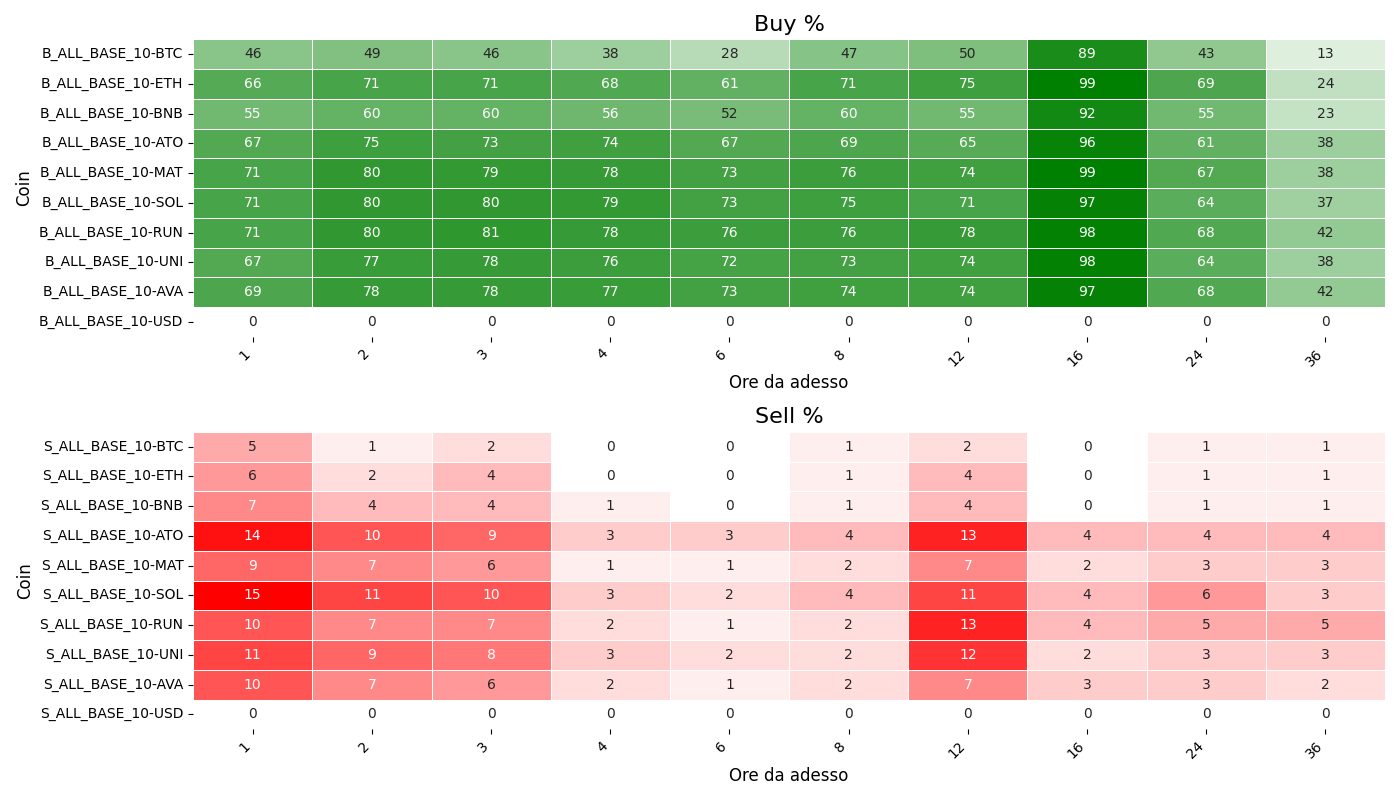 Buy %
Coin
B_ALL_BASE_10-BTC 46 49 46 38 28 47 50 89 43 13
B_ALL_BASE_10-ETH 66 71 71 68 61 71 75 99 69 24
B_ALL_BASE_10-BNB 55 60 60 56 52 60 55 92 55 23
B_ALL_BASE_10-ATO 67 75 73 74 67 69 65 96 61 38
B_ALL_BASE_10-MAT 71 80 79 78 73 76 74 99 67 38
B_ALL_BASE_10-SOL 71 80 80 79 73 75 71 97 64 37
B_ALL_BASE_10-RUN 71 80 81 78 76 76 78 98 68 42
B_ALL_BASE_10-UNI 67 77 78 76 72 73 74 98 64 38
B_ALL_BASE_10-AVA 69 78 78 77 73 74 74 97 68 42
B_ALL_BASE_10-USD 0 0 0 0 0 0 0 0 0 0
1 2 3 4 6 8 12 16 24 36
Ore da adesso
Sell %
Coin
S_ALL_BASE_10-BTC 5 1 2 0 0 1 2 0 1 1
S_ALL_BASE_10-ETH 6 2 4 0 0 1 4 0 1 1
S_ALL_BASE_10-BNB 7 4 4 1 0 1 4 0 1 1
S_ALL_BASE_10-ATO 14 10 9 3 3 4 13 4 4 4
S_ALL_BASE_10-MAT 9 7 6 1 1 2 7 2 3 3
S_ALL_BASE_10-SOL 15 11 10 3 2 4 11 4 6 3
S_ALL_BASE_10-RUN 10 7 7 2 1 2 13 4 5 5
S_ALL_BASE_10-UNI 11 9 8 3 2 2 12 2 3 3
S_ALL_BASE_10-AVA 10 7 6 2 1 2 7 3 3 2
S_ALL_BASE_10-USD 0 0 0 0 0 0 0 0 0 0
1 2 3 4 6 8 12 16 24 36
Ore da adesso